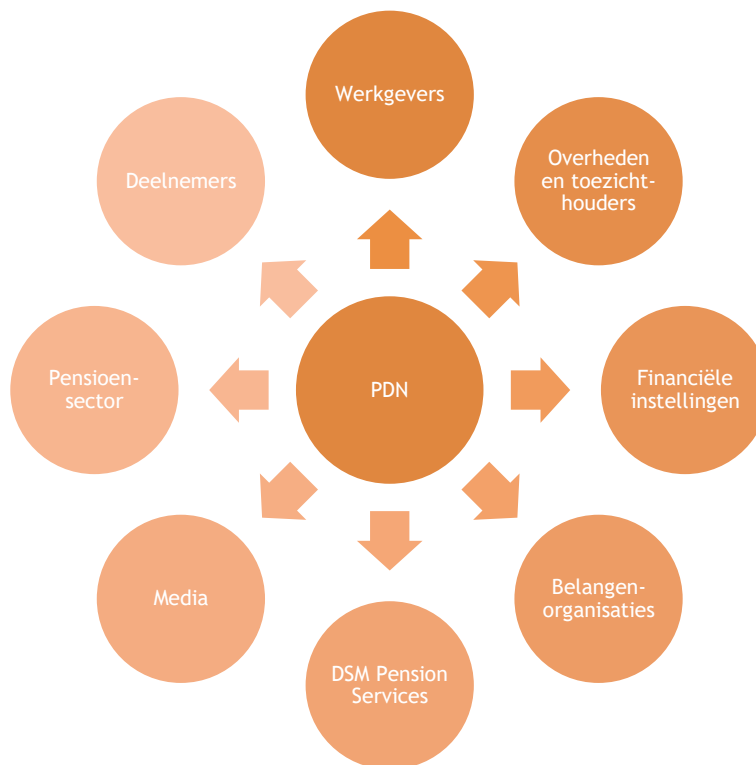 Werkgevers
Overheden
en toezicht-
houders
Financiële
instellingen
Belangen-
organisaties
DSM Pension
Services
Media
Pensioen-
sector
Deelnemers
PDN